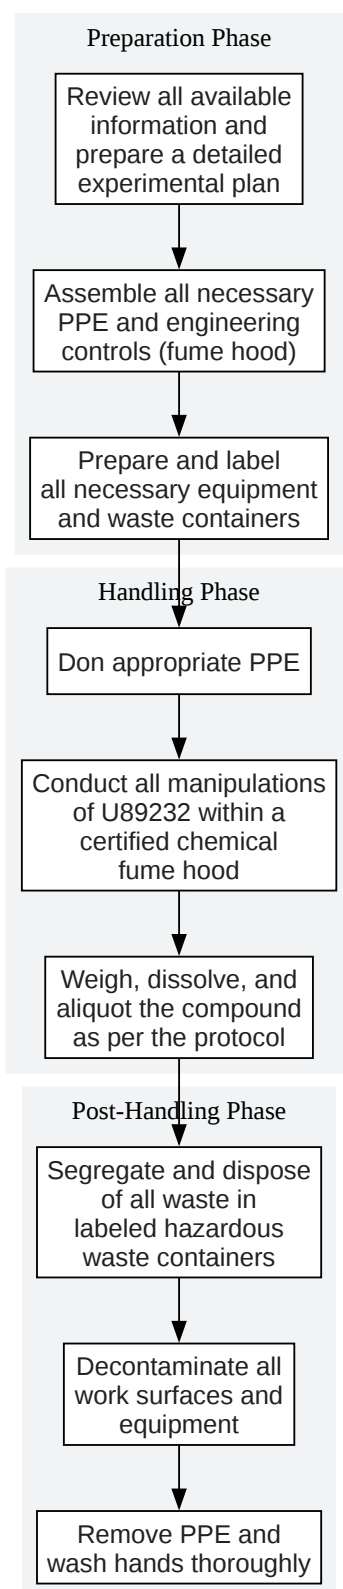 Preparation Phase
Review all available
information and
prepare a detailed
experimental plan
Assemble all necessary
PPE and engineering
controls (fume hood)
Prepare and label
all necessary equipment
and waste containers
Handling Phase
Don appropriate PPE
Conduct all manipulations
of U89232 within a
certified chemical
fume hood
Weigh, dissolve, and
aliquot the compound
as per the protocol
Post-Handling Phase
Segregate and dispose
of all waste in
labeled hazardous
waste containers
Decontaminate all
work surfaces and
equipment
Remove PPE and
wash hands thoroughly